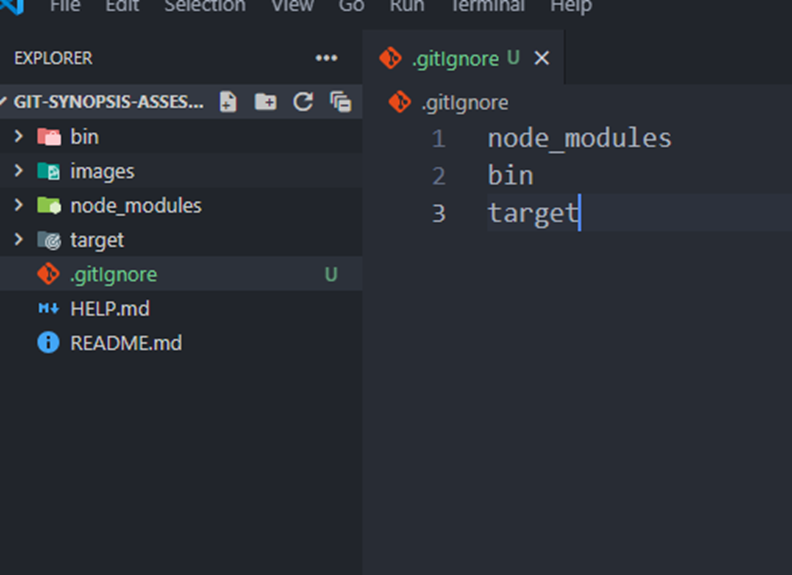 File Edit Selection View Go Run Terminal Help
EXPLORER
GIT-SYNOPSIS-ASSES...
bin
images
node_modules
target
.gitIgnore U
HELP.md
README.md
.gitIgnore U
.gitIgnore
1 node_modules
2 bin
3 target